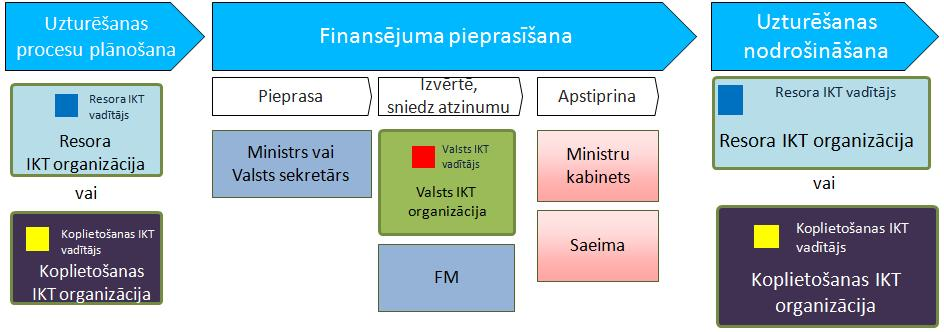 Uzturēšanas
procesu plānošana
Finansējuma pieprasīšana
Uzturēšanas
nodrošināšana
Resora IKT
vadītājs
Resora
IKT organizācija
vai
Koplietošanas IKT
vadītājs
Koplietošanas
IKT organizācija
Pieprasa
Izvērtē,
sniedz atzinumu
Apstiprina
Ministrs vai
Valsts sekretārs
Valsts IKT
vadītājs
Valsts IKT
organizācija
FM
Ministru
kabinets
Saeima
Resora IKT vadītājs
Resora IKT organizācija
vai
Koplietošanas IKT
vadītājs
Koplietošanas IKT
organizācija